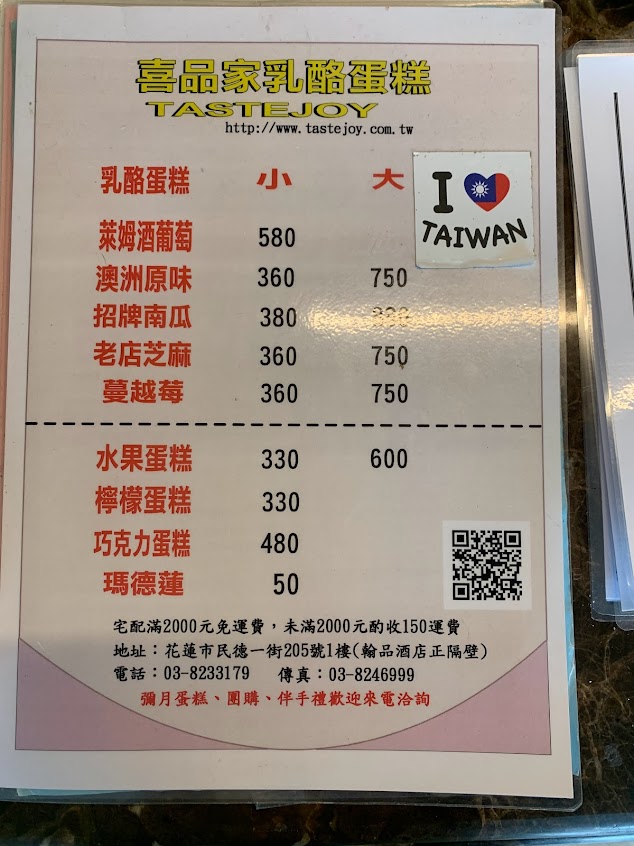 喜品家乳酪蛋糕
TASTEJOY
http://www.tastejoy.com.tw
乳酪蛋糕 小 大
I
TAIWAN
萊姆酒葡萄 580
澳洲原味 360 750
招牌南瓜 380
老店芝麻 360 750
蔓越莓 360 750
水果蛋糕 330 600
檸檬蛋糕 330
巧克力蛋糕 480
瑪德蓮 50
宅配滿2000元免運費，未滿2000元酌收150運費
地址：花蓮市民德一街205號1樓(翰品酒店正隔壁)
電話：03-8233179 傳真：03-8246999
彌月蛋糕、團購、伴手禮歡迎來電洽詢